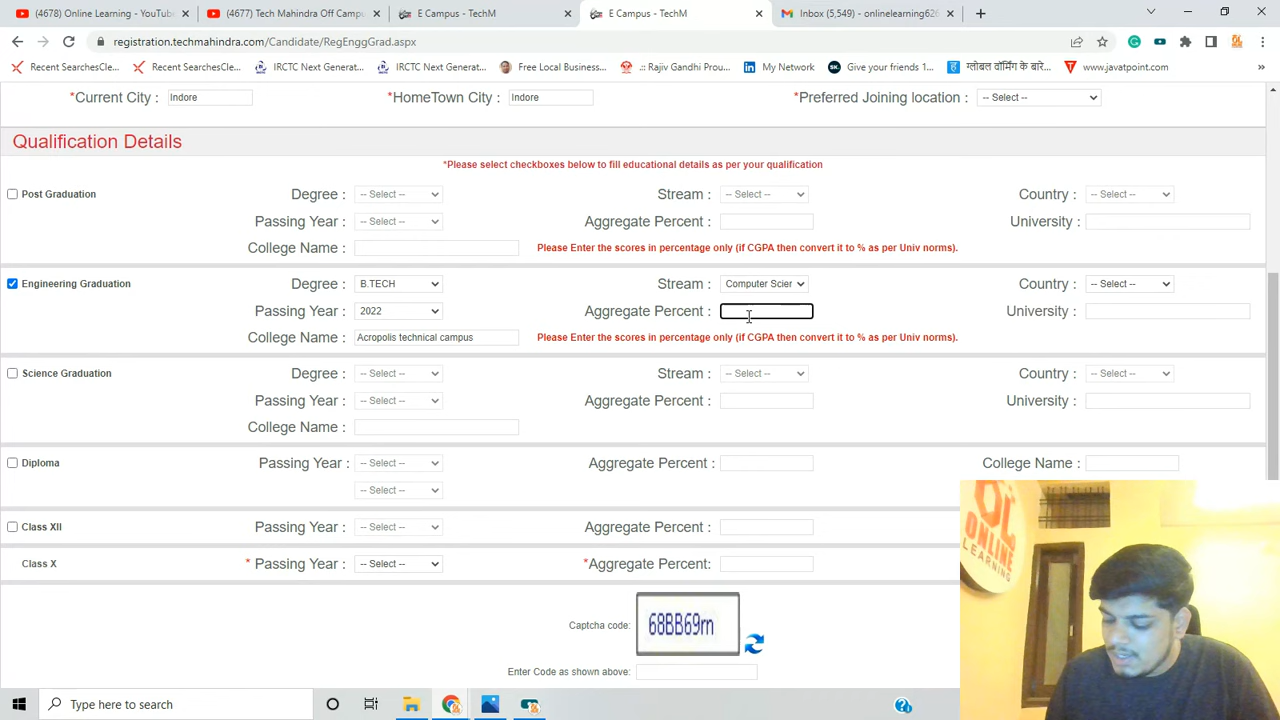 (4678) Online Learning - YouTub
(4677) Tech Mahindra Off Camp
E Campus - TechM
E Campus - TechM
Inbox (5,549) - onlinelearning626
registration.techmahindra.com/Candidate/RegEnggGrad.aspx
Recent SearchesCle...
Recent SearchesCle...
IRCTC Next Generati...
IRCTC Next Generati...
Free Local Business...
.: Rajiv Gandhi Prou...
My Network
Give your friends 1...
ग्लोबल वॉर्मिंग के बारे...
www.javatpoint.com
*Current City : Indore *HomeTown City : Indore *Preferred Joining location : -- Select --
Qualification Details
*Please select checkboxes below to fill educational details as per your qualification
Post Graduation Degree : -- Select -- Stream : -- Select -- Country : -- Select --
Passing Year : -- Select -- Aggregate Percent : University :
College Name : Please Enter the scores in percentage only (if CGPA then convert it to % as per Univ norms).
Engineering Graduation Degree : B.TECH Stream : Computer Scier Country : -- Select --
Passing Year : 2022 Aggregate Percent : University :
College Name : Acropolis technical campus Please Enter the scores in percentage only (if CGPA then convert it to % as per Univ norms).
Science Graduation Degree : -- Select -- Stream : -- Select -- Country : -- Select --
Passing Year : -- Select -- Aggregate Percent : University :
College Name :
Diploma Passing Year : -- Select -- Aggregate Percent : College Name :
-- Select --
Class XII Passing Year : -- Select -- Aggregate Percent :
Class X * Passing Year : -- Select -- *Aggregate Percent:
Captcha code: 68BB69rn
Enter Code as shown above:
OL
ONLINE
LEARNING
Type here to search